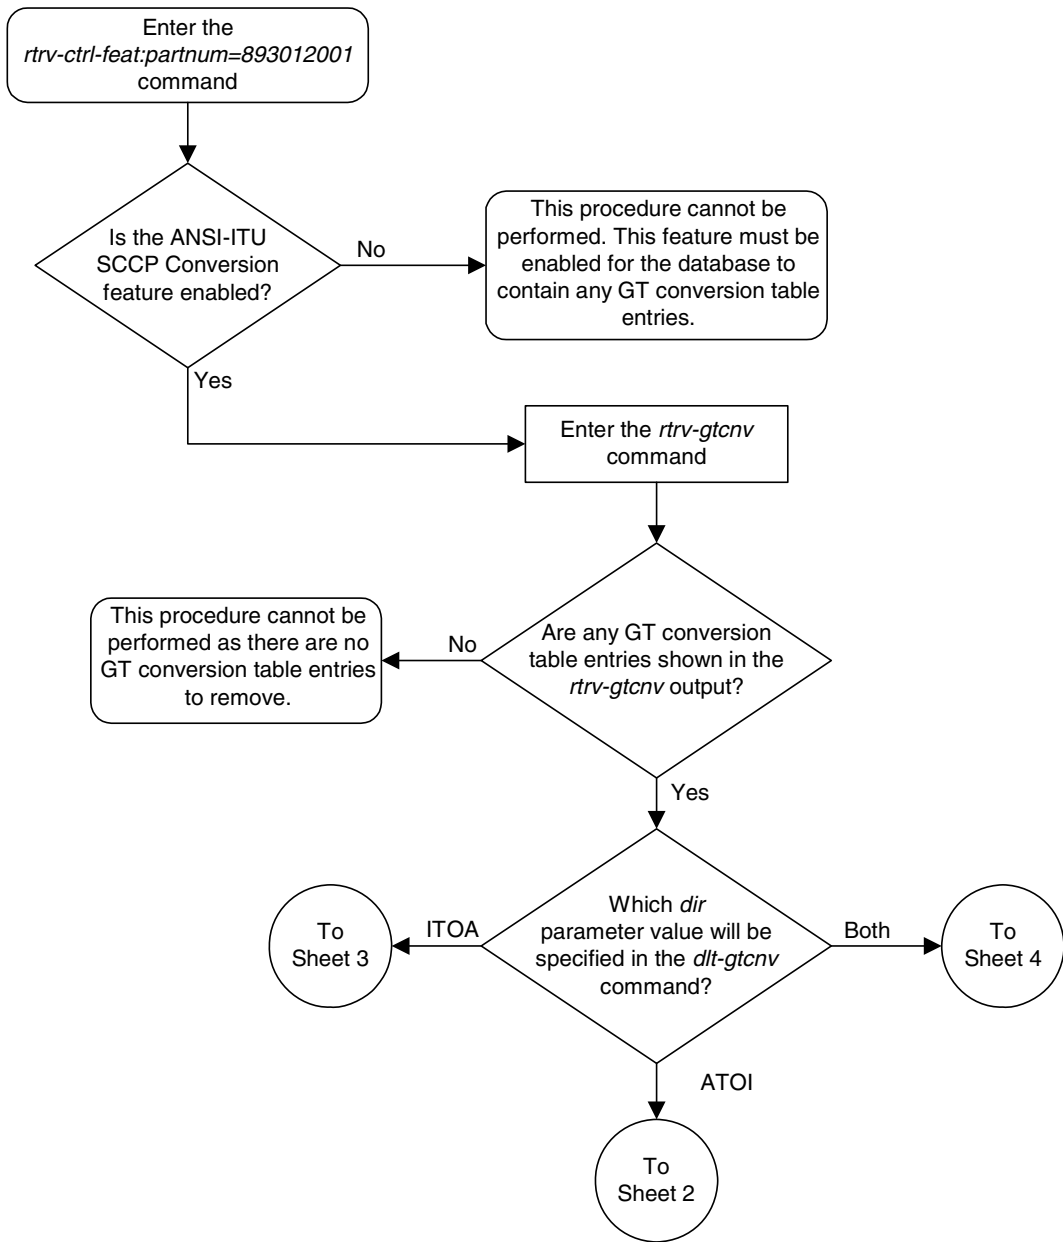 Enter the
rtrv-ctrl-feat:partnum=893012001
command
Is the ANSI-ITU
SCCP Conversion
feature enabled?
No
This procedure cannot be
performed. This feature must be
enabled for the database to
contain any GT conversion table
entries.
Yes
Enter the rtrv-gtcnv
command
Are any GT conversion
table entries shown in the
rtrv-gtcnv output?
No
This procedure cannot be
performed as there are no
GT conversion table entries
to remove.
Yes
Which dir
parameter value will be
specified in the dlt-gtcnv
command?
ITOA
To
Sheet 3
Both
To
Sheet 4
ATOI
To
Sheet 2